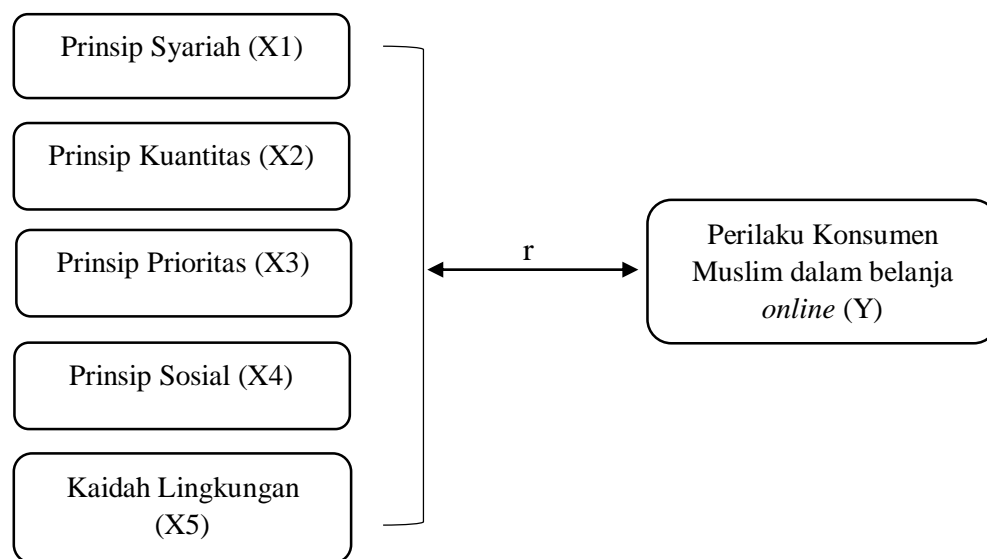 Prinsip Syariah (X1)
Prinsip Kuantitas (X2)
Prinsip Prioritas (X3)
Prinsip Sosial (X4)
Kaidah Lingkungan
(X5)
r
Perilaku Konsumen
Muslim dalam belanja
online (Y)